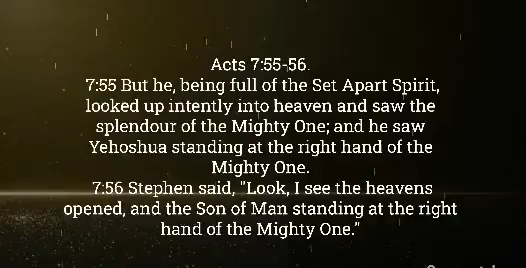 Acts 7:55-56.
7:55 But he, being full of the Set Apart Spirit,
looked up intently into heaven and saw the
splendour of the Mighty One; and he saw
Yehoshua standing at the right hand of the
Mighty One.
7:56 Stephen said, "Look, I see the heavens
opened, and the Son of Man standing at the right
hand of the Mighty One."